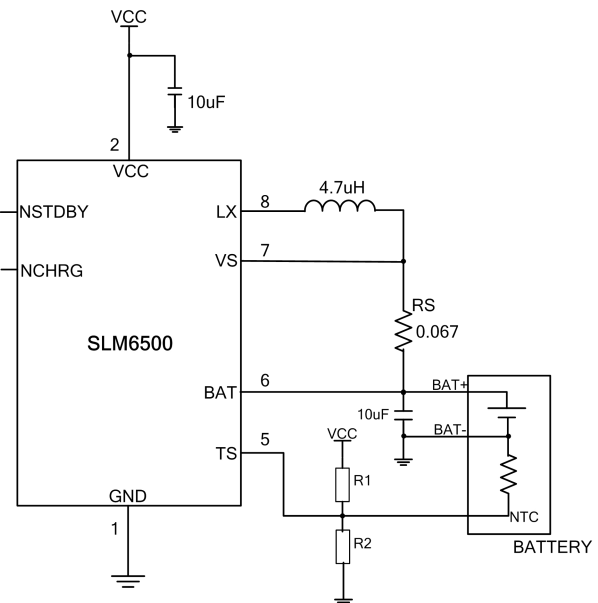 VCC
10uF
2
VCC
4.7uH
NSTDBY
LX
8
VS
7
NCHRG
RS
0.067
SLM6500
BAT
6
BAT+
10uF
BAT-
VCC
TS
5
R1
GND
NTC
1
R2
BATTERY